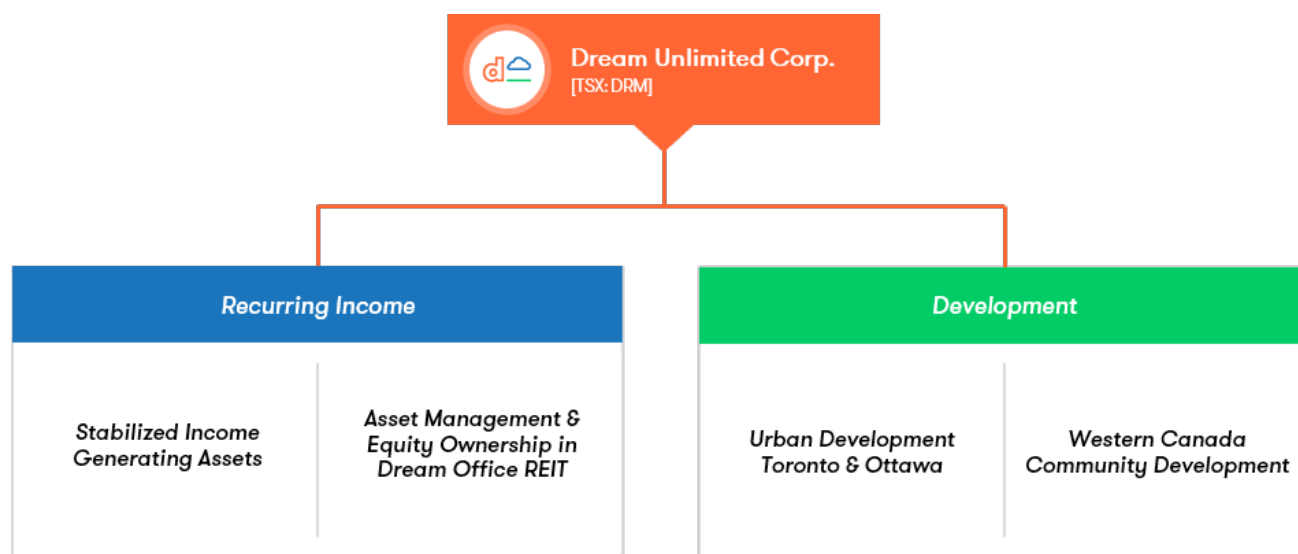 Dream Unlimited Corp.
[TSX: DRM]
Recurring Income
Stabilized Income
Generating Assets
Asset Management &
Equity Ownership in
Dream Office REIT
Development
Urban Development
Toronto & Ottawa
Western Canada
Community Development